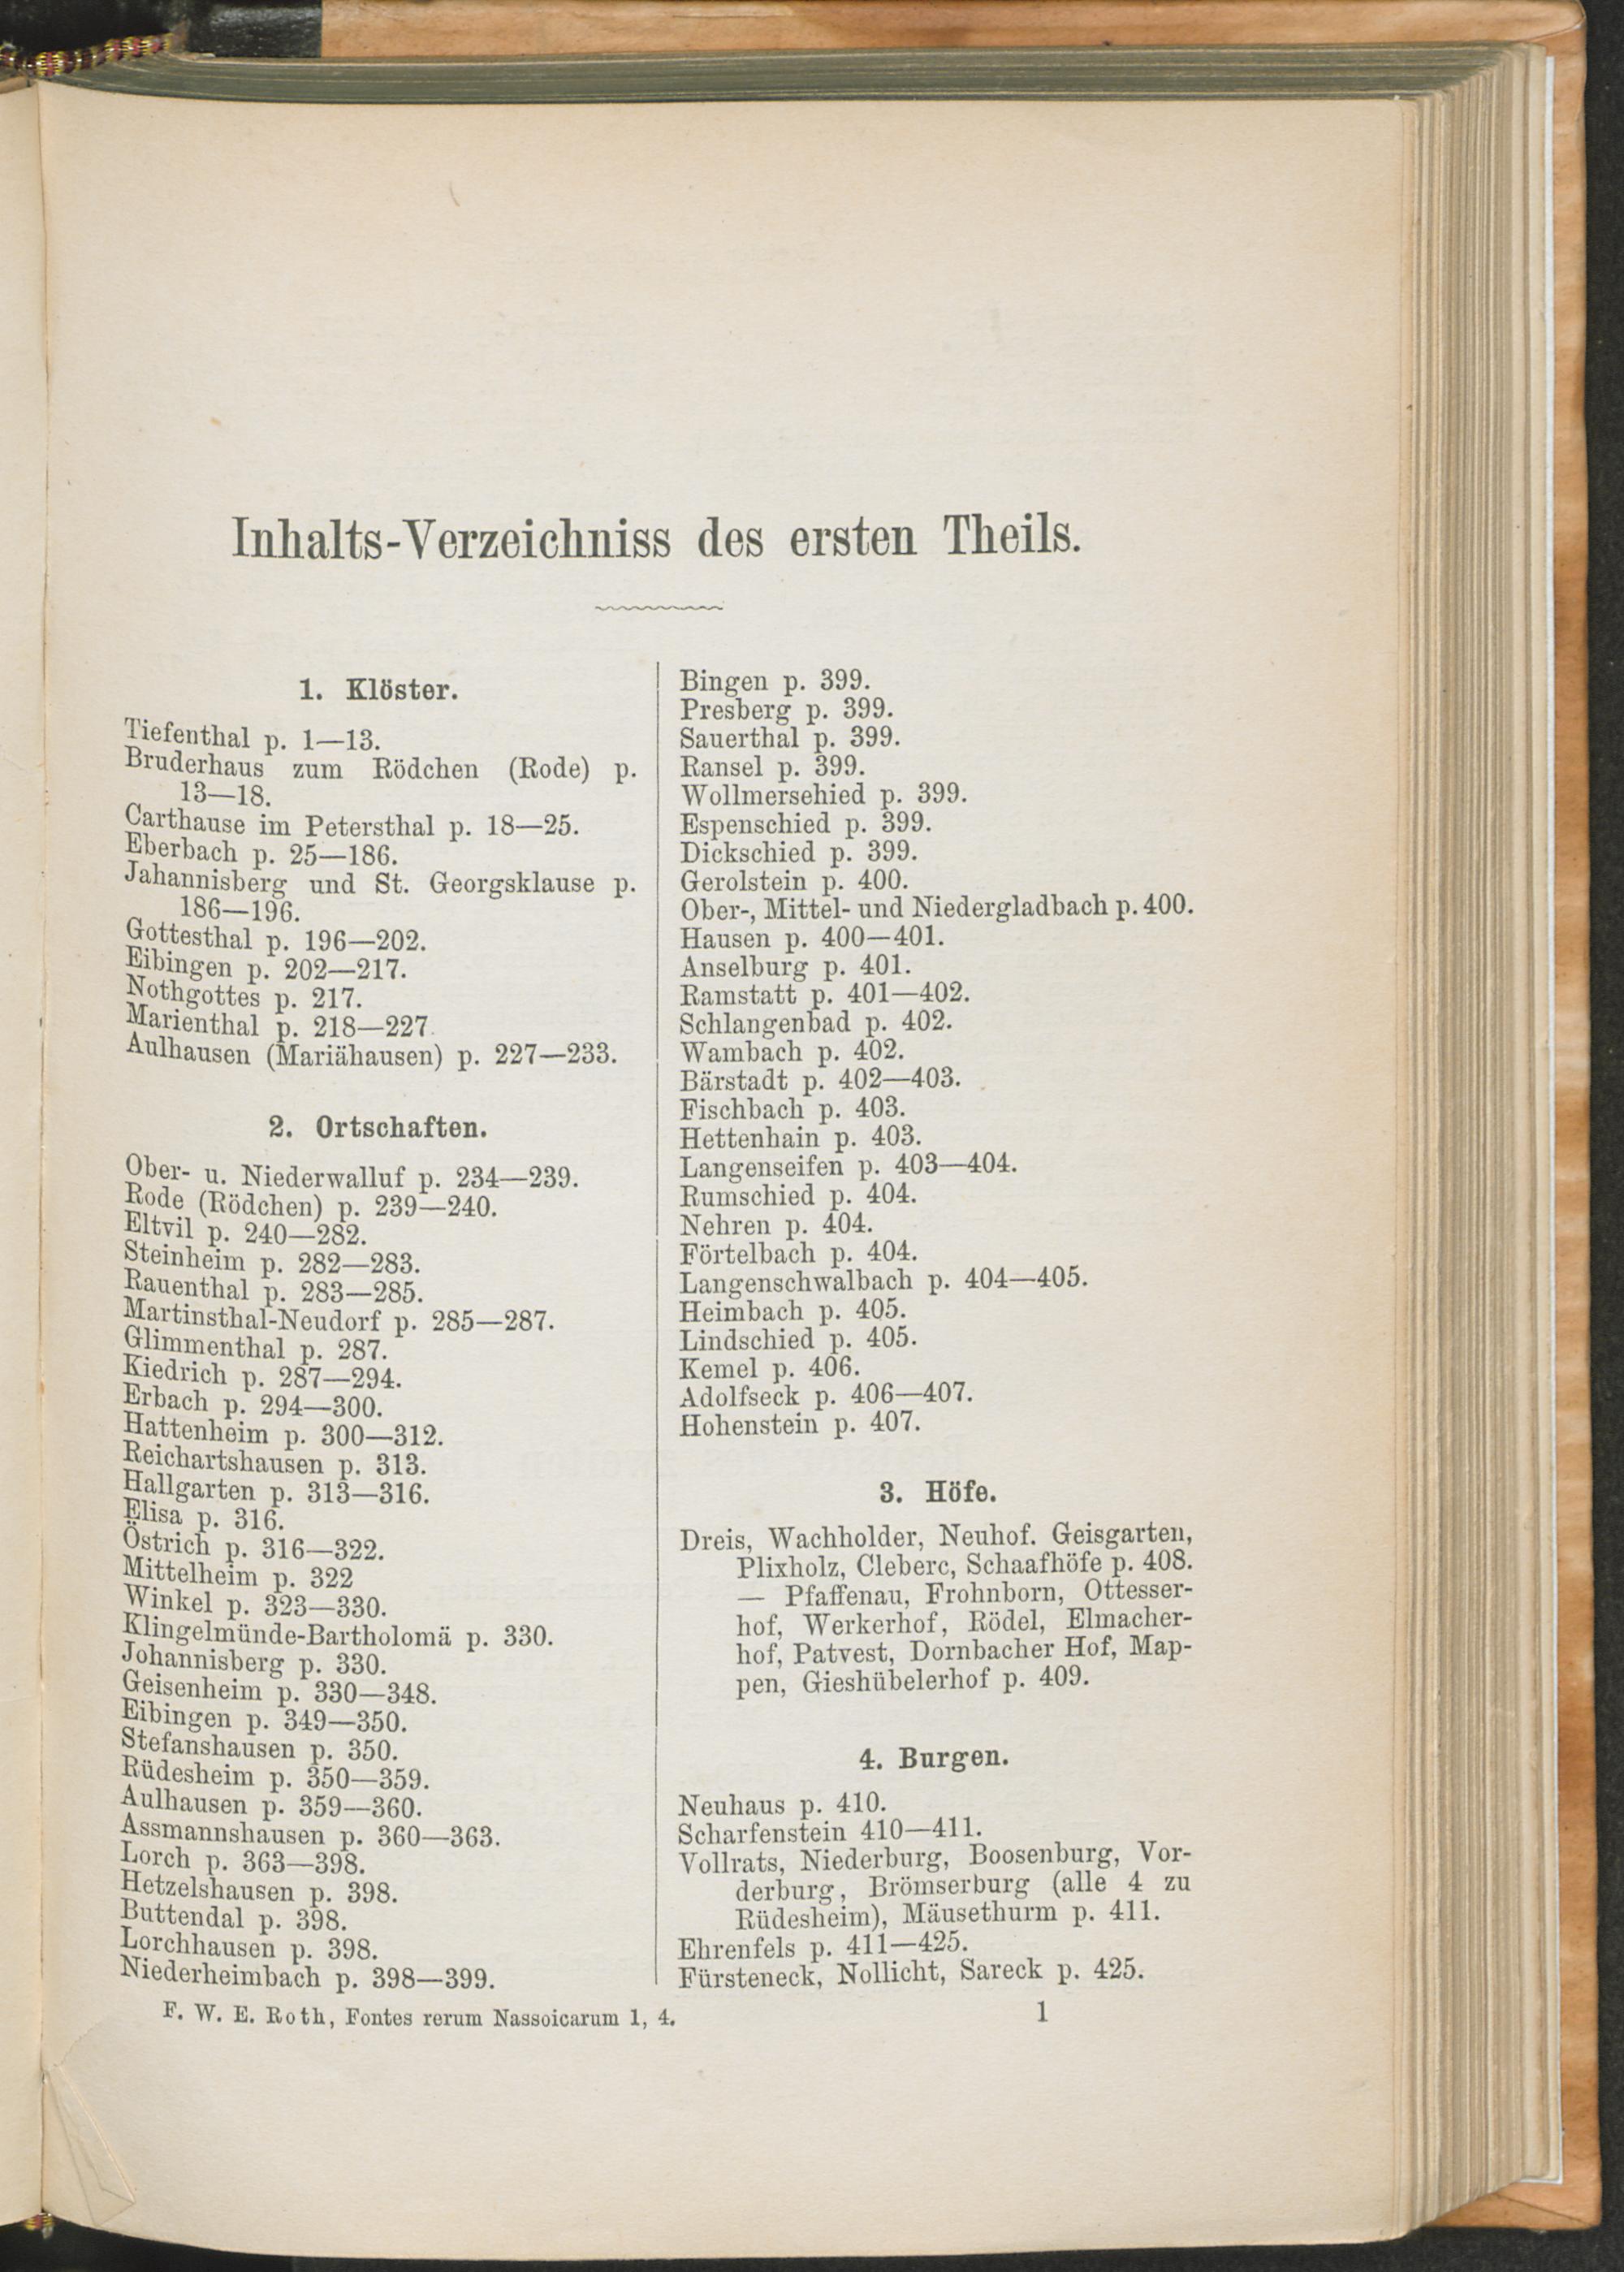 Inhalts-Verzeichniss des ersten Theils.
1. Klöster.
Tiefenthal p. 1—13.
Bruderhaus zum Rödchen (Rode) p.
13—18.
Carthause im Petersthal p. 18—25.
Eberbach p. 25—186.
Jahannisberg und St. Georgsklause p.
186—196.
Gottesthal p. 196—202.
Eibingen p. 202—217.
Nothgottes p. 217.
Marienthal p. 218—227.
Aulhausen (Mariähausen) p. 227—233.
2. Ortschaften.
Ober- u. Niederwalluf p. 234—239.
Rode (Rödchen) p. 239—240.
Eltvil p. 240—282.
Steinheim p. 282—283.
Rauenthal p. 283—285.
Martinsthal-Neudorf p. 285—287.
Glimmenthal p. 287.
Kiedrich p. 287—294.
Erbach p. 294—300.
Hattenheim p. 300—312.
Reichartshausen p. 313.
Hallgarten p. 313—316.
Elisa p. 316.
Östrich p. 316—322.
Mittelheim p. 322
Winkel p. 323—330.
Klingelmünde-Bartholomä p. 330.
Johannisberg p. 330.
Geisenheim p. 330—348.
Eibingen p. 349—350.
Stefanshausen p. 350.
Rüdesheim p. 350—359.
Aulhausen p. 359—360.
Assmannshausen p. 360—363.
Lorch p. 363—398.
Hetzelshausen p. 398.
Buttendal p. 398.
Lorchhausen p. 398.
Niederheimbach p. 398—399.
Bingen p. 399.
Presberg p. 399.
Sauerthal p. 399.
Ransel p. 399.
Wollmersehied p. 399.
Espenschied p. 399.
Dickschied p. 399.
Gerolstein p. 400.
Ober-, Mittel- und Niedergladbach p. 400.
Hausen p. 400—401.
Anselburg p. 401.
Ramstatt p. 401—402.
Schlangenbad p. 402.
Wambach p. 402.
Bärstadt p. 402—403.
Fischbach p. 403.
Hettenhain p. 403.
Langenseifen p. 403—404.
Rumschied p. 404.
Nehren p. 404.
Förtelbach p. 404.
Langenschwalbach p. 404—405.
Heimbach p. 405.
Lindschied p. 405.
Kemel p. 406.
Adolfseck p. 406—407.
Hohenstein p. 407.
3. Höfe.
Dreis, Wachholder, Neuhof. Geisgarten,
Plixholz, Cleberc, Schaafhöfe p. 408.
— Pfaffenau, Frohnborn, Ottesser-
hof, Werkerhof, Rödel, Elmacher-
hof, Patvest, Dornbacher Hof, Map-
pen, Gieshübelerhof p. 409.
4. Burgen.
Neuhaus p. 410.
Scharfenstein 410—411.
Vollrats, Niederburg, Boosenburg, Vor-
derburg, Brömserburg (alle 4 zu
Rüdesheim), Mäusethurm p. 411.
Ehrenfels p. 411—425.
Fürsteneck, Nollicht, Sareck p. 425.
F. W. E. Roth, Fontes rerum Nassoicarum 1, 4.
1